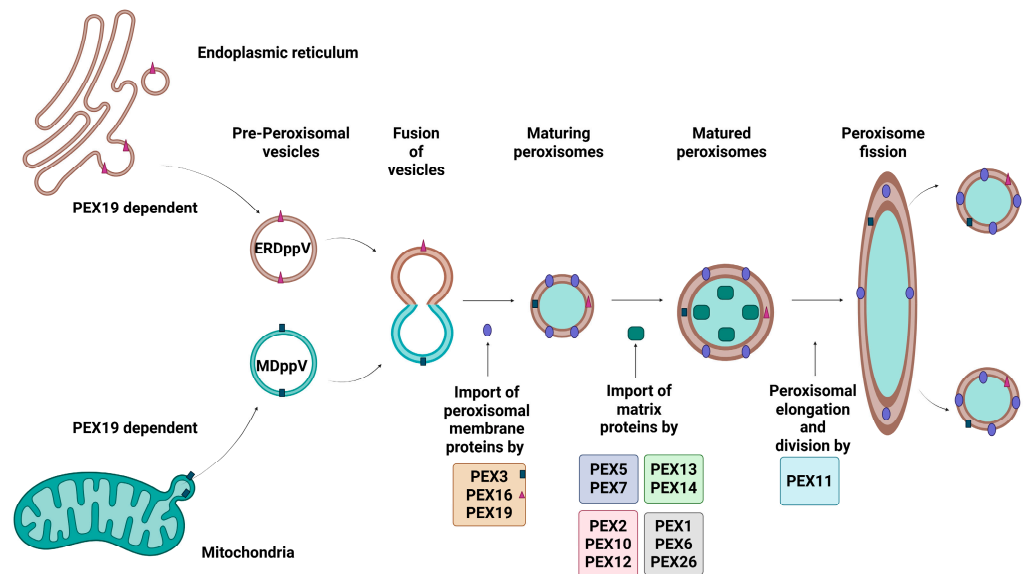 Endoplasmic reticulum
Pre-Peroxisomal
vesicles
Fusion
of
vesicles
Maturing
peroxisomes
Matured
peroxisomes
Peroxisome
fission
PEX19 dependent
ERDppV
MDppV
PEX19 dependent
Mitochondria
Import of
peroxisomal
membrane
proteins by
PEX3
PEX16
PEX19
Import of
matrix
proteins by
PEX5
PEX7
PEX13
PEX14
PEX2
PEX10
PEX12
PEX1
PEX6
PEX26
Peroxisomal
elongation
and
division by
PEX11